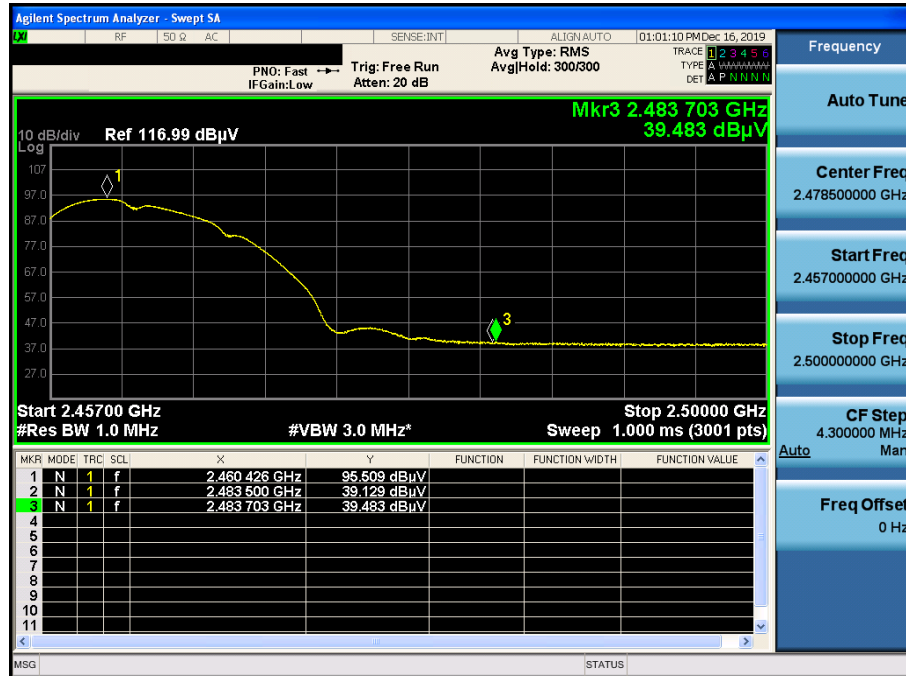 Agilent Spectrum Analyzer - Swept SA
LXI RF 50 Ω AC SENSE:INT ALIGN AUTO 01:01:10 PM Dec 16, 2019
PNO: Fast
IFGain:Low
Trig: Free Run
Atten: 20 dB
Avg Type: RMS
Avg|Hold: 300/300
TRACE 1 2 3 4 5 6
TYPE A WWWWW
DET A P N N N N
Mkr3 2.483 703 GHz
39.483 dBµV
10 dB/div
Log
Ref 116.99 dBµV
107
97.0
87.0
77.0
67.0
57.0
47.0
37.0
27.0
1
3
Start 2.45700 GHz
Stop 2.50000 GHz
#Res BW 1.0 MHz
#VBW 3.0 MHz*
Sweep 1.000 ms (3001 pts)
MKR MODE TRC SCL X Y FUNCTION FUNCTION WIDTH FUNCTION VALUE
1 N 1 f 2.460 426 GHz 95.509 dBµV
2 N 1 f 2.483 500 GHz 39.129 dBµV
3 N 1 f 2.483 703 GHz 39.483 dBµV
4
5
6
7
8
9
10
11
MSG
STATUS
Frequency
Auto Tune
Center Freq
2.478500000 GHz
Start Freq
2.457000000 GHz
Stop Freq
2.500000000 GHz
CF Step
4.300000 MHz
Auto Man
Freq Offset
0 Hz